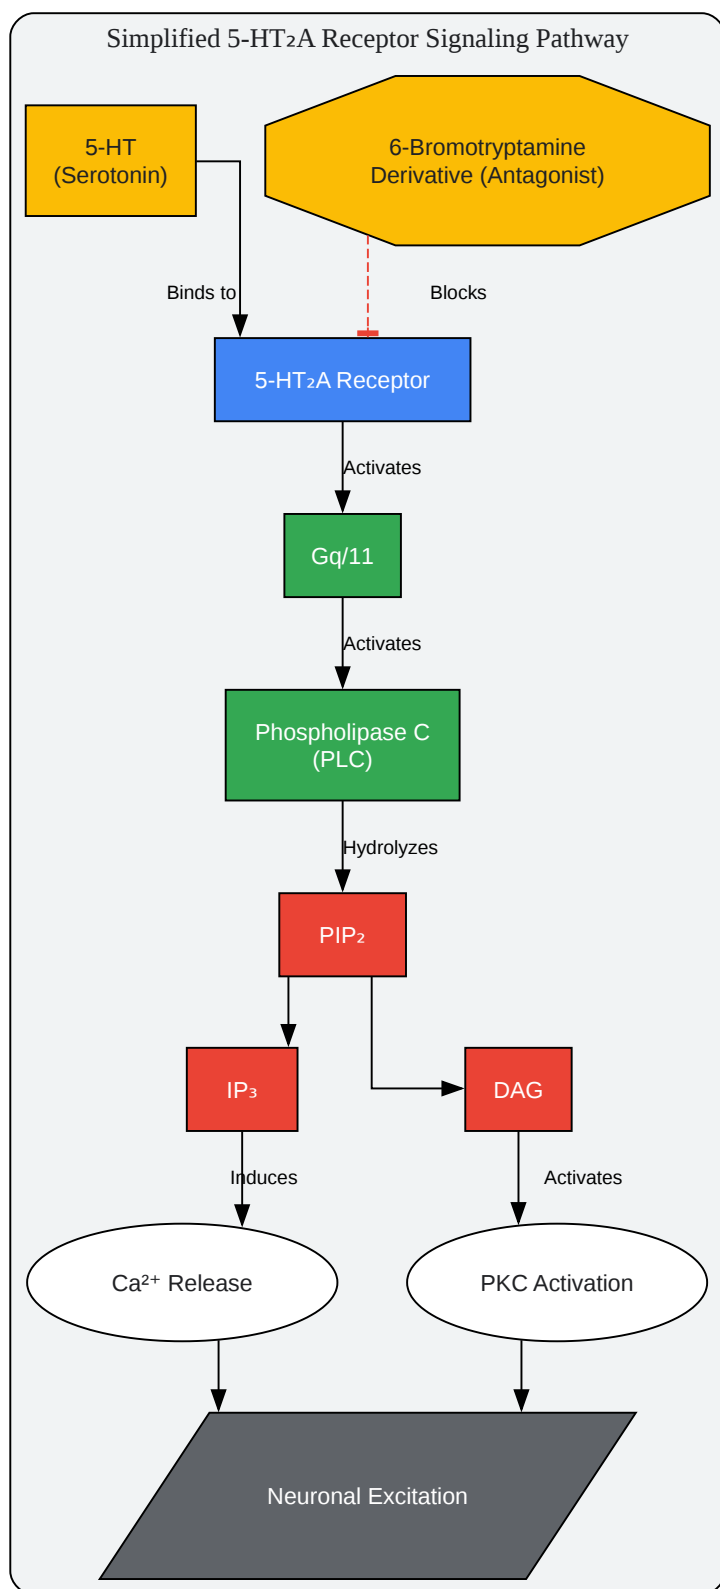 Simplified 5-HT₂A Receptor Signaling Pathway
5-HT
(Serotonin)
6-Bromotryptamine
Derivative (Antagonist)
Binds to
Blocks
5-HT₂A Receptor
Activates
Gq/11
Activates
Phospholipase C
(PLC)
Hydrolyzes
PIP₂
IP₃
DAG
Induces
Activates
Ca²⁺ Release
PKC Activation
Neuronal Excitation